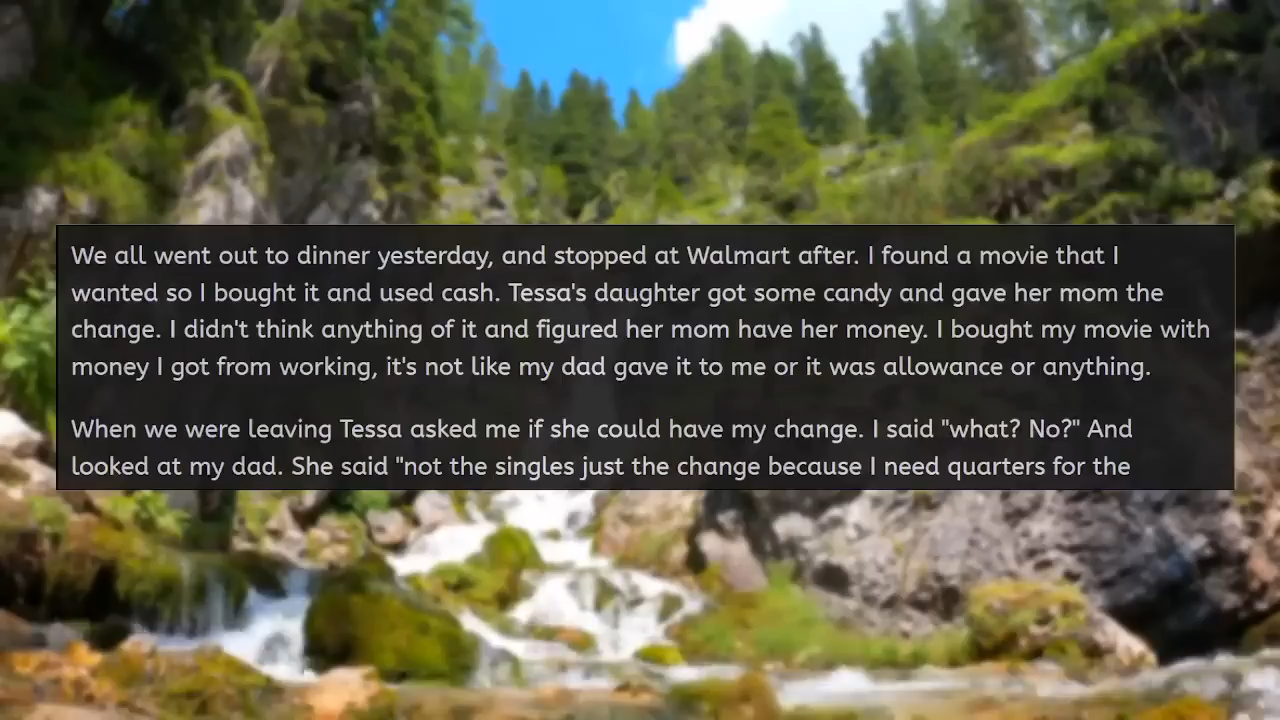 We all went out to dinner yesterday, and stopped at Walmart after. I found a movie that I
wanted so I bought it and used cash. Tessa's daughter got some candy and gave her mom the
change. I didn't think anything of it and figured her mom have her money. I bought my movie with
money I got from working, it's not like my dad gave it to me or it was allowance or anything.
When we were leaving Tessa asked me if she could have my change. I said "what? No?" And
looked at my dad. She said "not the singles just the change because I need quarters for the